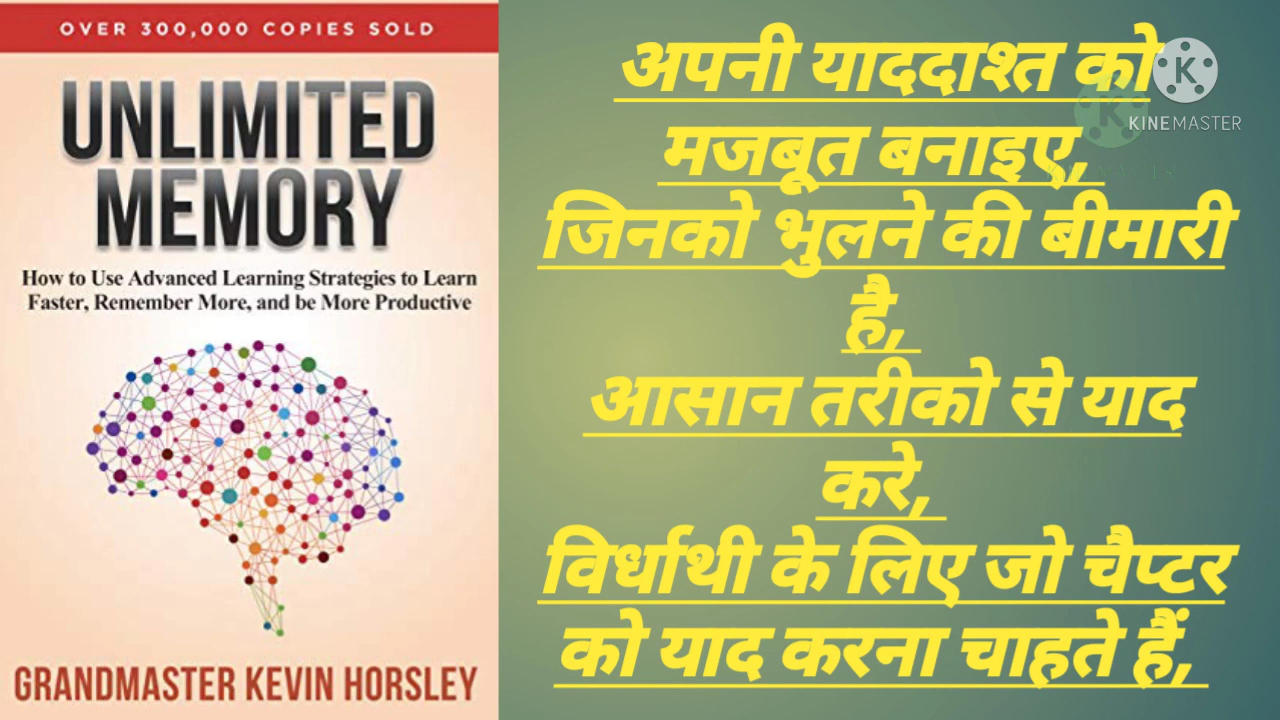 OVER 300,000 COPIES SOLD
UNLIMITED
MEMORY
How to Use Advanced Learning Strategies to Learn
Faster, Remember More, and be More Productive
GRANDMASTER KEVIN HORSLEY
अपनी याददाश्त को
मजबूत बनाइए,
जिनको भुलने की बीमारी
है,
आसान तरीको से याद
करे,
विर्धाथी के लिए जो चैप्टर
को याद करना चाहते हैं,
K
KINEMASTER